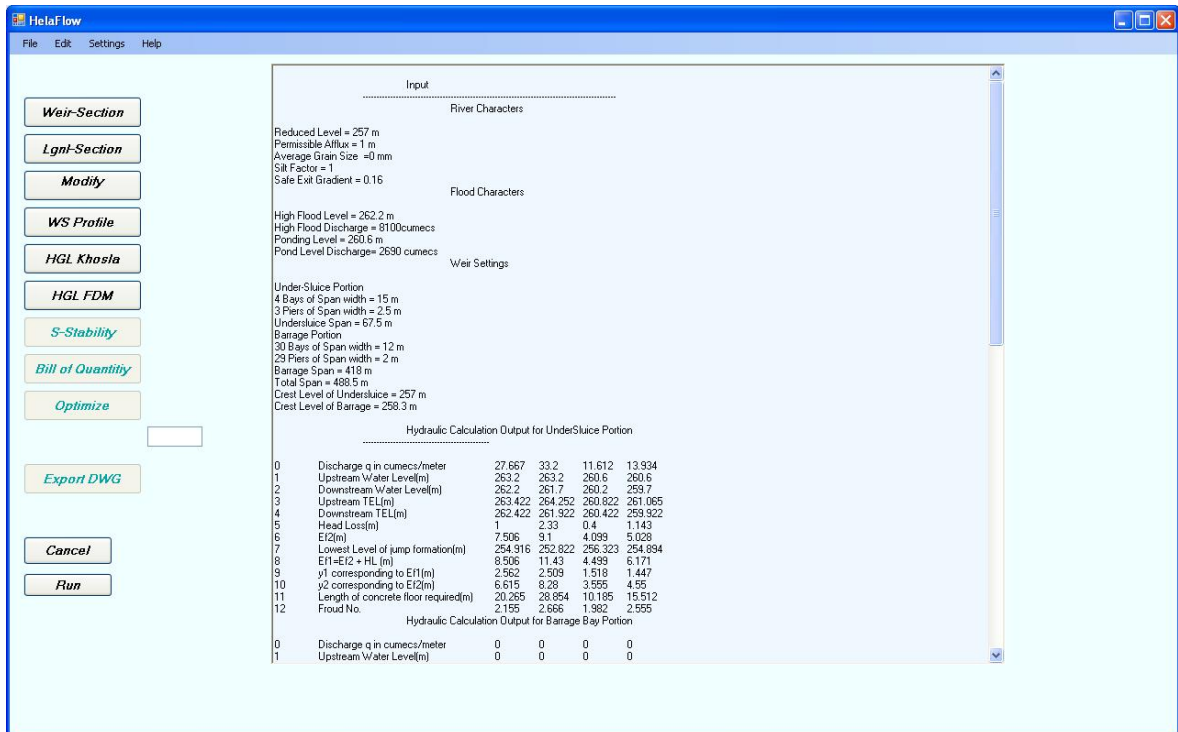 HelaFlow
File Edit Settings Help
Weir-Section
Lgnl-Section
Modify
WS Profile
HGL Khosla
HGL FDM
S-Stability
Bill of Quantitiy
Optimize
Export DWG
Cancel
Run
Input
------------------------------------------------------------------------------------
River Characters
Reduced Level = 257 m
Permissible Afflux = 1 m
Average Grain Size =0 mm
Silt Factor = 1
Safe Exit Gradient = 0.16
Flood Characters
High Flood Level = 262.2 m
High Flood Discharge = 8100cumecs
Ponding Level = 260.6 m
Pond Level Discharge= 2690 cumecs
Weir Settings
Under-Sluice Portion
4 Bays of Span width = 15 m
3 Piers of Span width = 2.5 m
Undersluice Span = 67.5 m
Barrage Portion
30 Bays of Span width = 12 m
29 Piers of Span width = 2 m
Barrage Span = 418 m
Total Span = 488.5 m
Crest Level of Undersluice = 257 m
Crest Level of Barrage = 258.3 m
Hydraulic Calculation Output for UnderSluice Portion
------------------------------------------
0 Discharge q in cumecs/meter 27.667 33.2 11.612 13.934
1 Upstream Water Level(m) 263.2 263.2 260.6 260.6
2 Downstream Water Level(m) 262.2 261.7 260.2 259.7
3 Upstream TEL(m) 263.422 264.252 260.822 261.065
4 Downstream TEL(m) 262.422 261.922 260.422 259.922
5 Head Loss(m) 1 2.33 0.4 1.143
6 Ef2(m) 7.506 9.1 4.099 5.028
7 Lowest Level of jump formation(m) 254.916 252.822 256.323 254.894
8 Ef1=Ef2 + HL (m) 8.506 11.43 4.499 6.171
9 y1 corresponding to Ef1(m) 2.562 2.509 1.518 1.447
10 y2 corresponding to Ef2(m) 6.615 8.28 3.555 4.55
11 Length of concrete floor required(m) 20.265 28.854 10.185 15.512
12 Froud No. 2.155 2.666 1.982 2.555
Hydraulic Calculation Output for Barrage Bay Portion
0 Discharge q in cumecs/meter 0 0 0 0
1 Upstream Water Level(m) 0 0 0 0